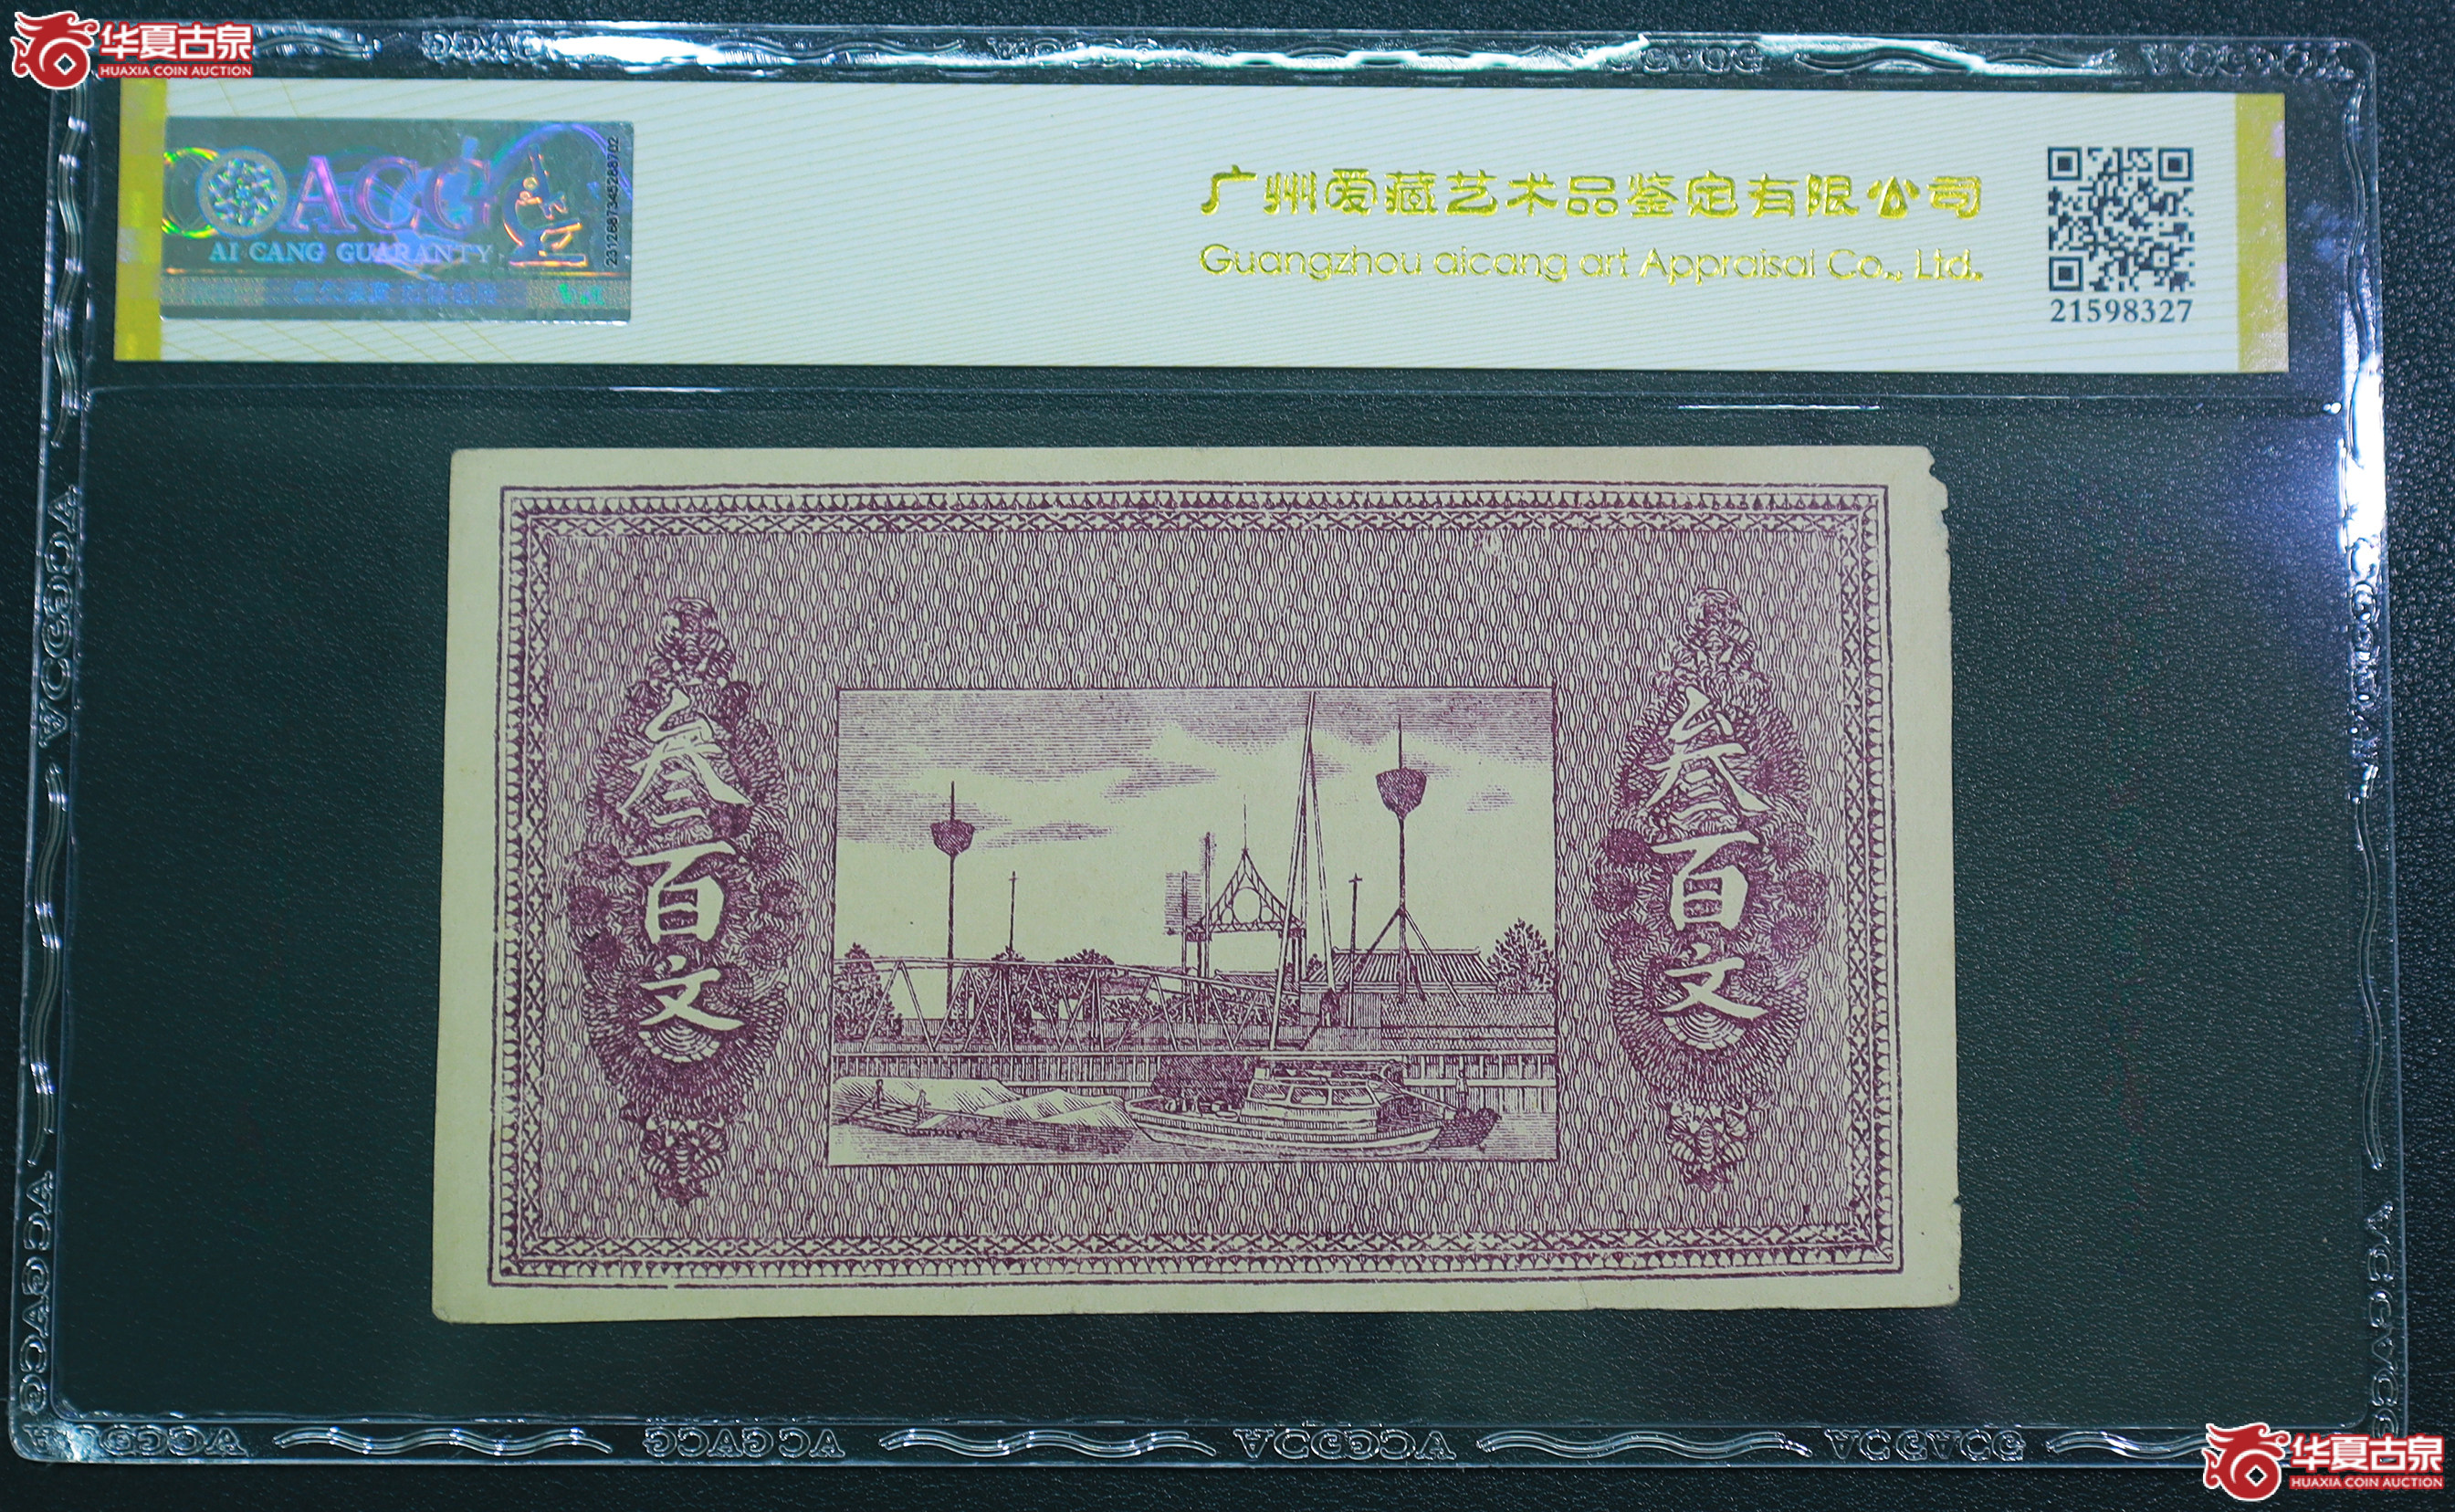 华夏古泉
HUAXIA COIN AUCTION
ACG
AI CANG GUARANTY
2312887345288702
广州爱藏艺术品鉴定有限公司
Guangzhou aicang art Appraisal Co., Ltd.
21598327
叁百文
叁百文
华夏古泉
HUAXIA COIN AUCTION